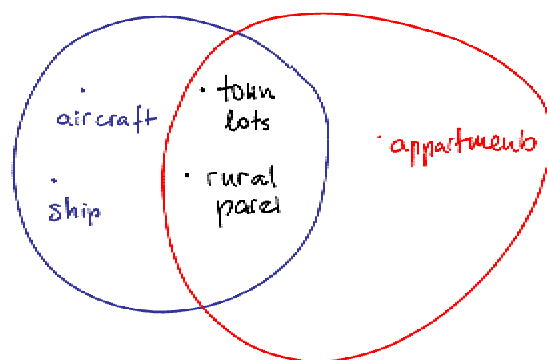 aircraft
ship
town
lots
rural
parcel
appartments